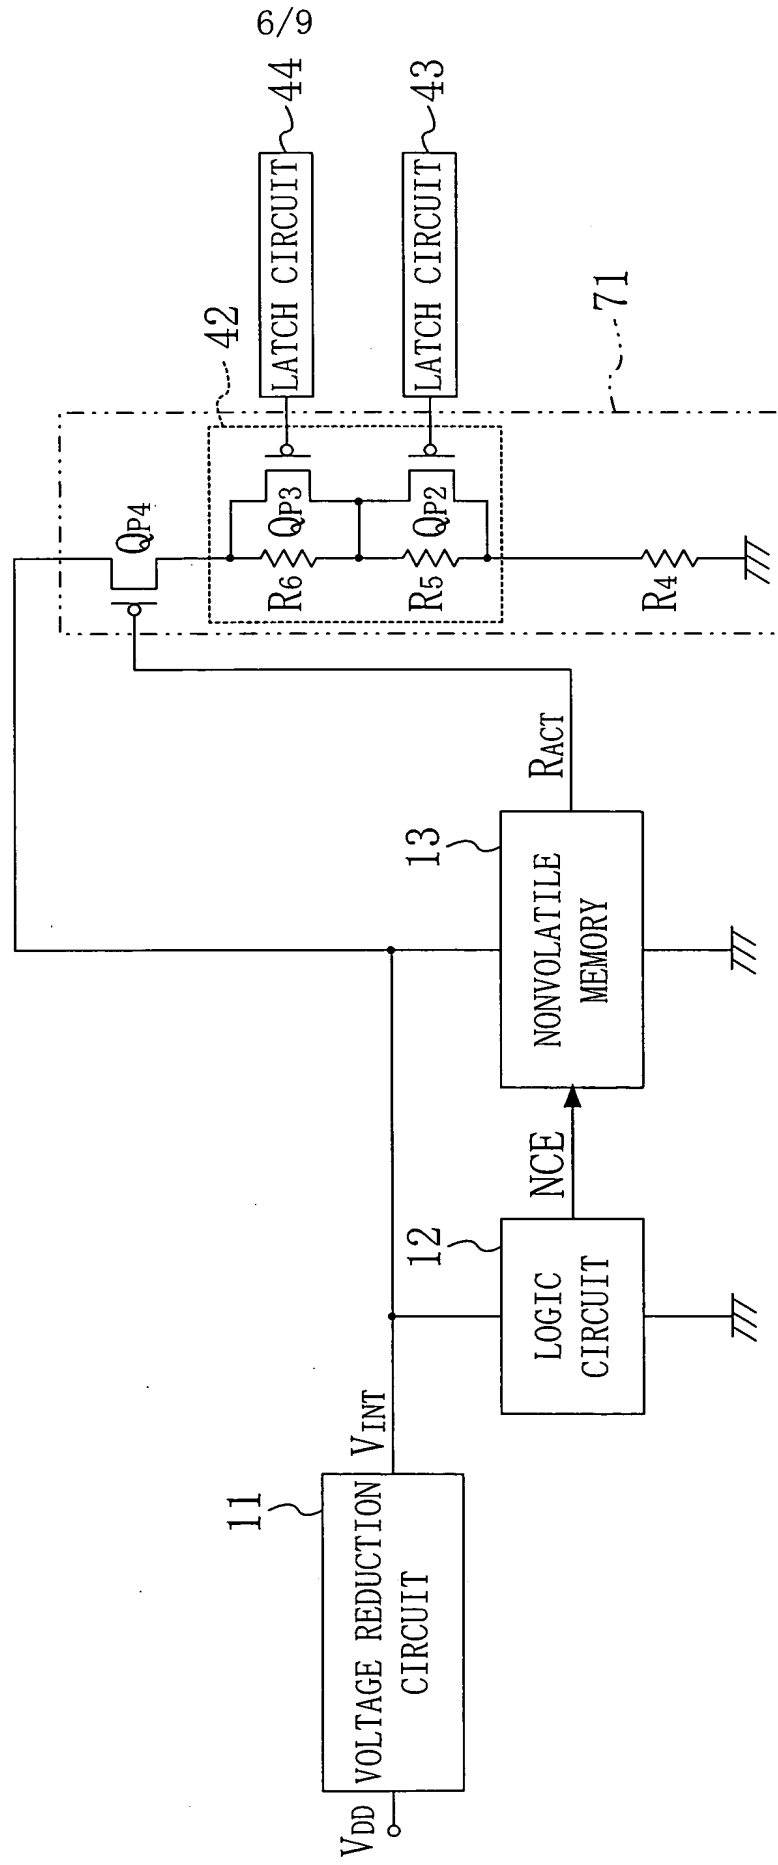 6/9
VDD
11
VOLTAGE REDUCTION
CIRCUIT
VINT
12
LOGIC
CIRCUIT
NCE
13
NONVOLATILE
MEMORY
RACT
QP4
42
R6
QP3
R5
QP2
R4
LATCH CIRCUIT
44
LATCH CIRCUIT
43
71